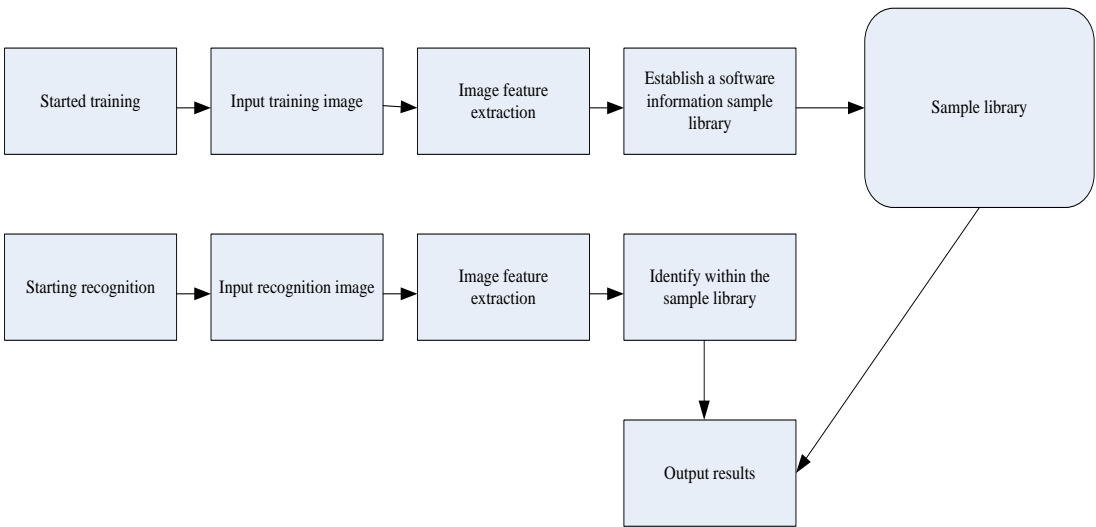 Started training
Input training image
Image feature
extraction
Establish a software
information sample
library
Sample library
Starting recognition
Input recognition image
Image feature
extraction
Identify within the
sample library
Output results